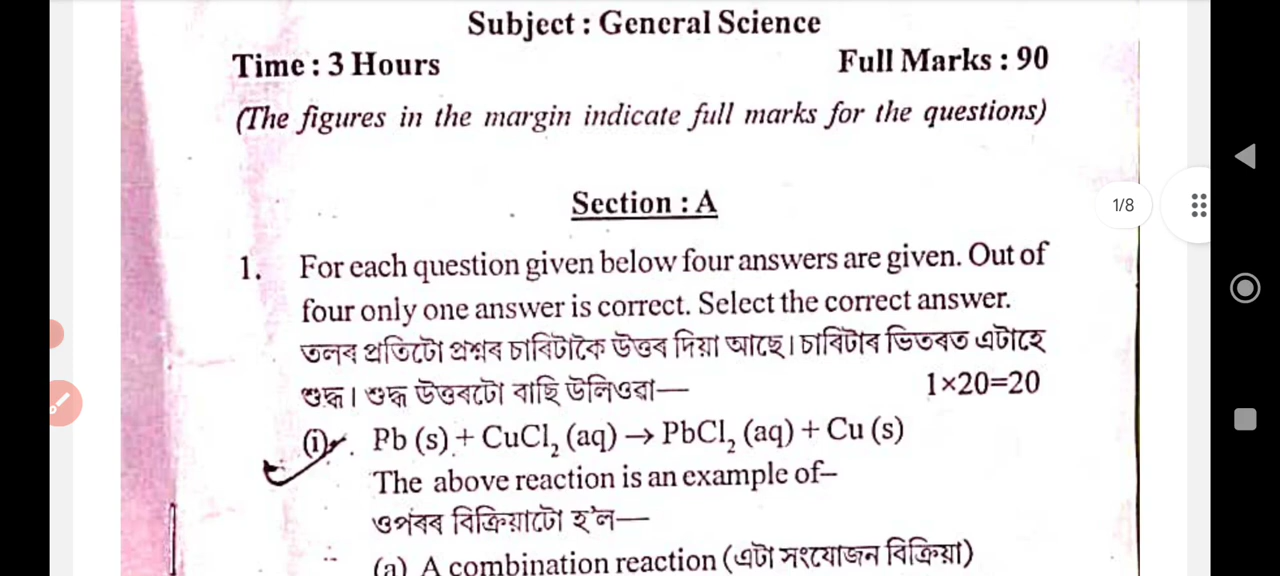 Subject : General Science
Time : 3 Hours Full Marks : 90
(The figures in the margin indicate full marks for the questions)
Section : A
1/8
1. For each question given below four answers are given. Out of
four only one answer is correct. Select the correct answer.
তলৰ প্ৰতিটো প্ৰশ্নৰ চাৰিটাকৈ উত্তৰ দিয়া আছে। চাৰিটাৰ ভিতৰত এটাহে
শুদ্ধ। শুদ্ধ উত্তৰটো বাছি উলিওৱা— 1×20=20
(i) Pb (s) + CuCl₂ (aq) → PbCl₂ (aq) + Cu (s)
The above reaction is an example of–
ওপৰৰ বিক্ৰিয়াটো হ'ল—
(a) A combination reaction (এটা সংযোজন বিক্ৰিয়া)